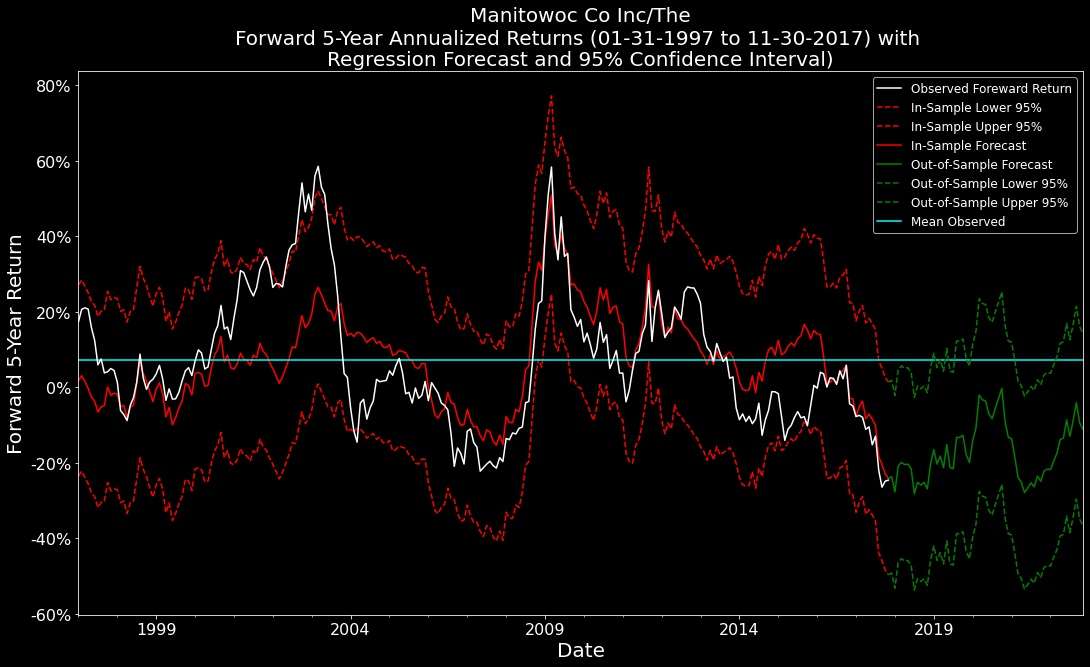 Manitowoc Co Inc/The
Forward 5-Year Annualized Returns (01-31-1997 to 11-30-2017) with
Regression Forecast and 95% Confidence Interval)
80%
60%
40%
20%
0%
-20%
-40%
-60%
Forward 5-Year Return
Observed Foreward Return
In-Sample Lower 95%
In-Sample Upper 95%
In-Sample Forecast
Out-of-Sample Forecast
Out-of-Sample Lower 95%
Out-of-Sample Upper 95%
Mean Observed
1999
2004
2009
2014
2019
Date